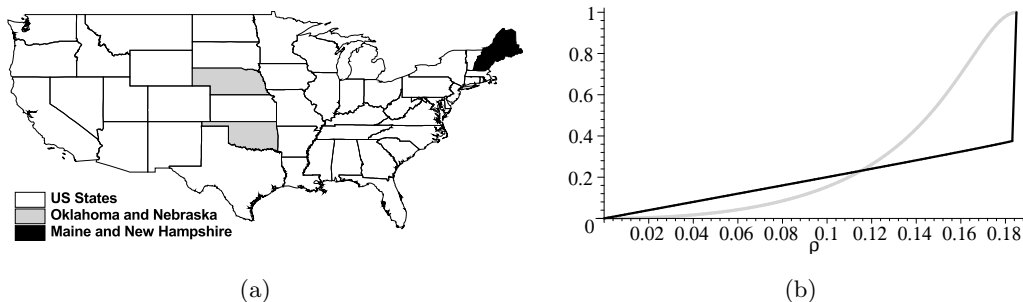 US States
Oklahoma and Nebraska
Maine and New Hampshire
(a)
1
0.8
0.6
0.4
0.2
0
0.02 0.04 0.06 0.08 0.1 0.12 0.14 0.16 0.18
ρ
(b)